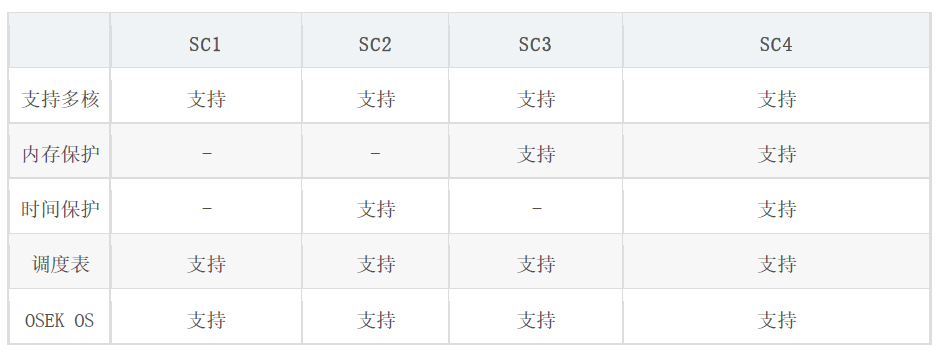 SC1 SC2 SC3 SC4
支持多核 支持 支持 支持 支持
内存保护 - - 支持 支持
时间保护 - 支持 - 支持
调度表 支持 支持 支持 支持
OSEK OS 支持 支持 支持 支持